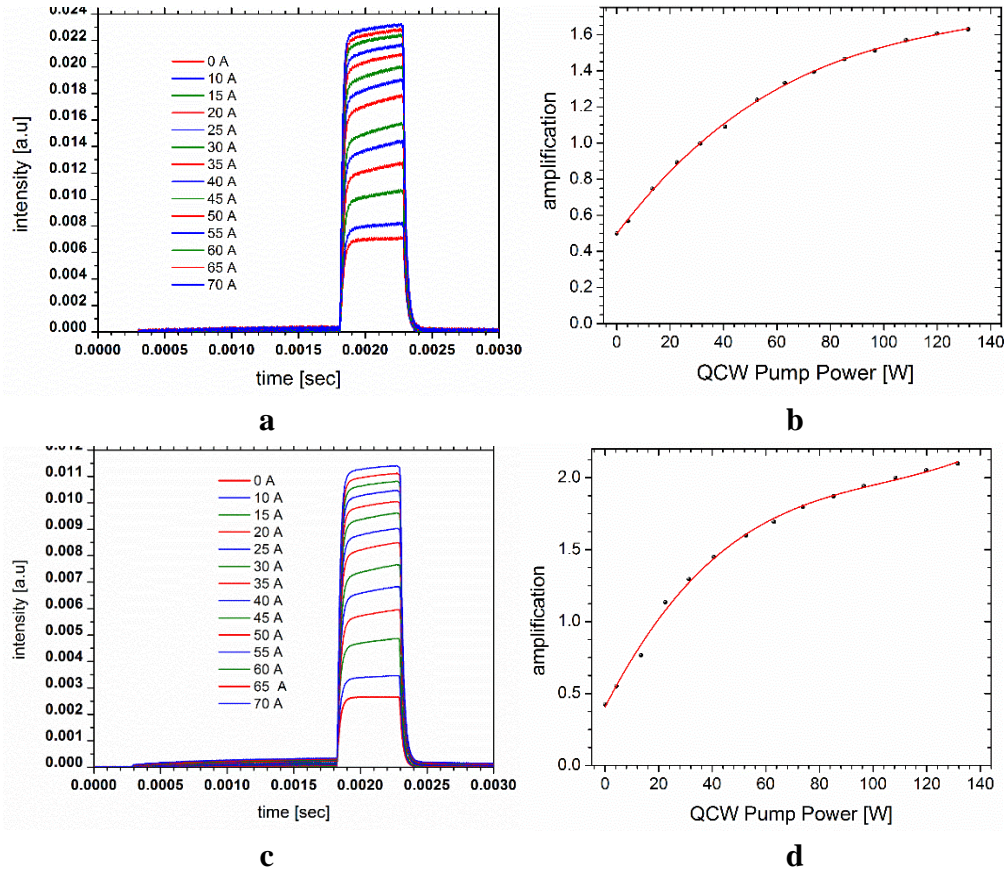 0.024
0.022
0.020
0.018
0.016
0.014
0.012
0.010
0.008
0.006
0.004
0.002
0.000
intensity [a.u]
0 A
10 A
15 A
20 A
25 A
30 A
35 A
40 A
45 A
50 A
55 A
60 A
65 A
70 A
0.0000 0.0005 0.0010 0.0015 0.0020 0.0025 0.0030
time [sec]
a
1.6
1.4
1.2
1.0
0.8
0.6
0.4
0.2
0.0
amplification
0 20 40 60 80 100 120 140
QCW Pump Power [W]
b
0.012
0.011
0.010
0.009
0.008
0.007
0.006
0.005
0.004
0.003
0.002
0.001
0.000
intensity [a.u]
0 A
10 A
15 A
20 A
25 A
30 A
35 A
40 A
45 A
50 A
55 A
60 A
65 A
70 A
0.0000 0.0005 0.0010 0.0015 0.0020 0.0025 0.0030
time [sec]
c
2.0
1.5
1.0
0.5
0.0
amplification
0 20 40 60 80 100 120 140
QCW Pump Power [W]
d